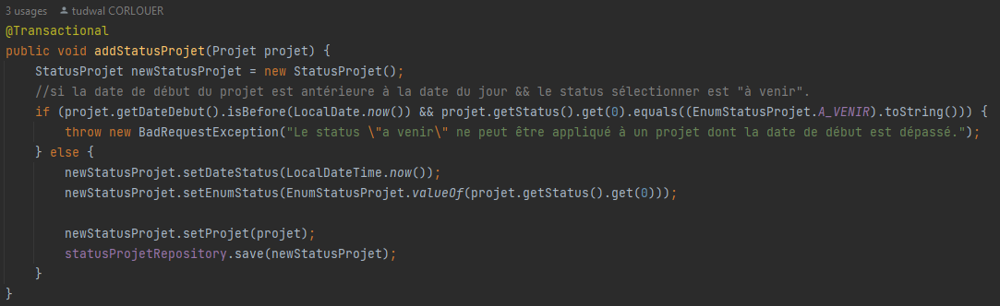 3 usages tudwal CORLOUER
@Transactional
public void addStatusProjet(Projet projet) {
    StatusProjet newStatusProjet = new StatusProjet();
    //si la date de début du projet est antérieure à la date du jour && le status sélectionner est "à venir".
    if (projet.getDateDebut().isBefore(LocalDate.now()) && projet.getStatus().get(0).equals((EnumStatusProjet.A_VENIR).toString())) {
        throw new BadRequestException("Le status \"a venir\" ne peut être appliqué à un projet dont la date de début est dépassé.");
    } else {
        newStatusProjet.setDateStatus(LocalDateTime.now());
        newStatusProjet.setEnumStatus(EnumStatusProjet.valueOf(projet.getStatus().get(0)));
        newStatusProjet.setProjet(projet);
        statusProjetRepository.save(newStatusProjet);
    }
}